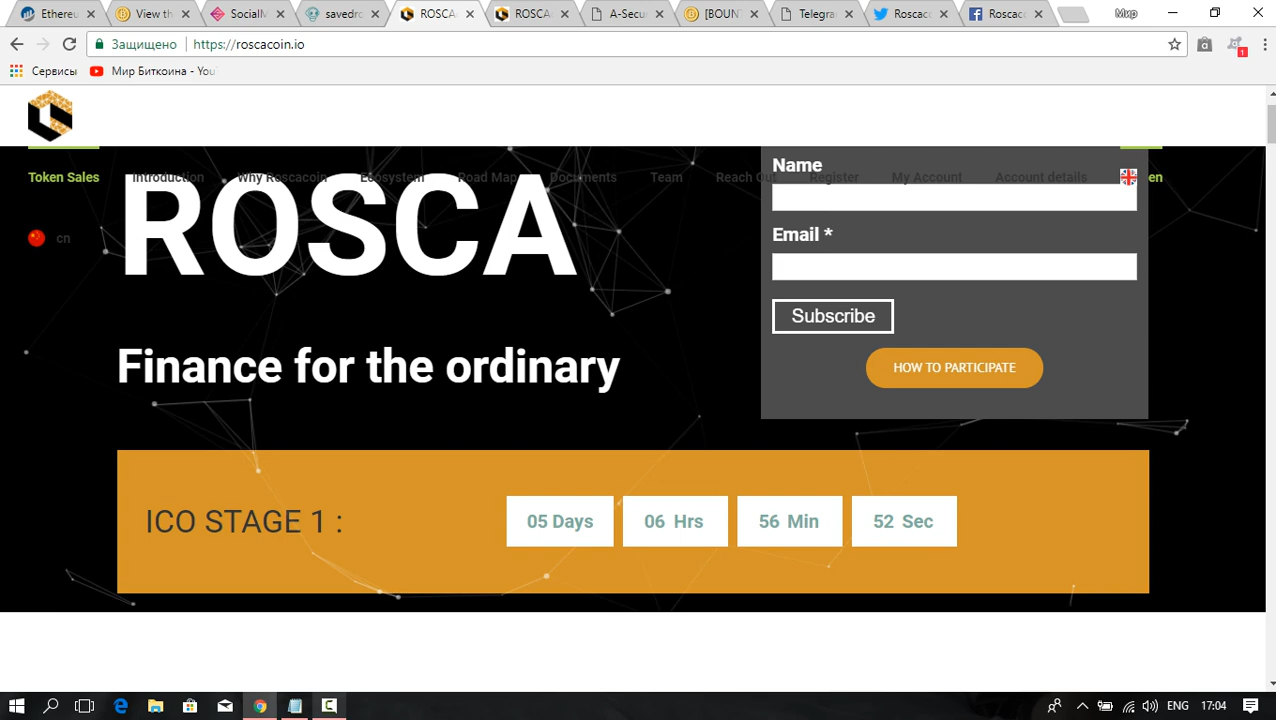 Ethereu
View th
SocialM
savedrc
ROSCA
ROSCA
A-Secu
[BOUN
Telegra
Roscac
Roscac
Мир
Защищено
https://roscacoin.io
1
Сервисы
Мир Биткоина - You
Token Sales
Introduction
Why Roscacoin
Ecosystem
Road Map
Documents
Team
Reach Out
Register
My Account
Account details
en
cn
ROSCA
Finance for the ordinary
Name
Email *
Subscribe
HOW TO PARTICIPATE
ICO STAGE 1 :
05 Days
06 Hrs
56 Min
52 Sec
ENG
17:04